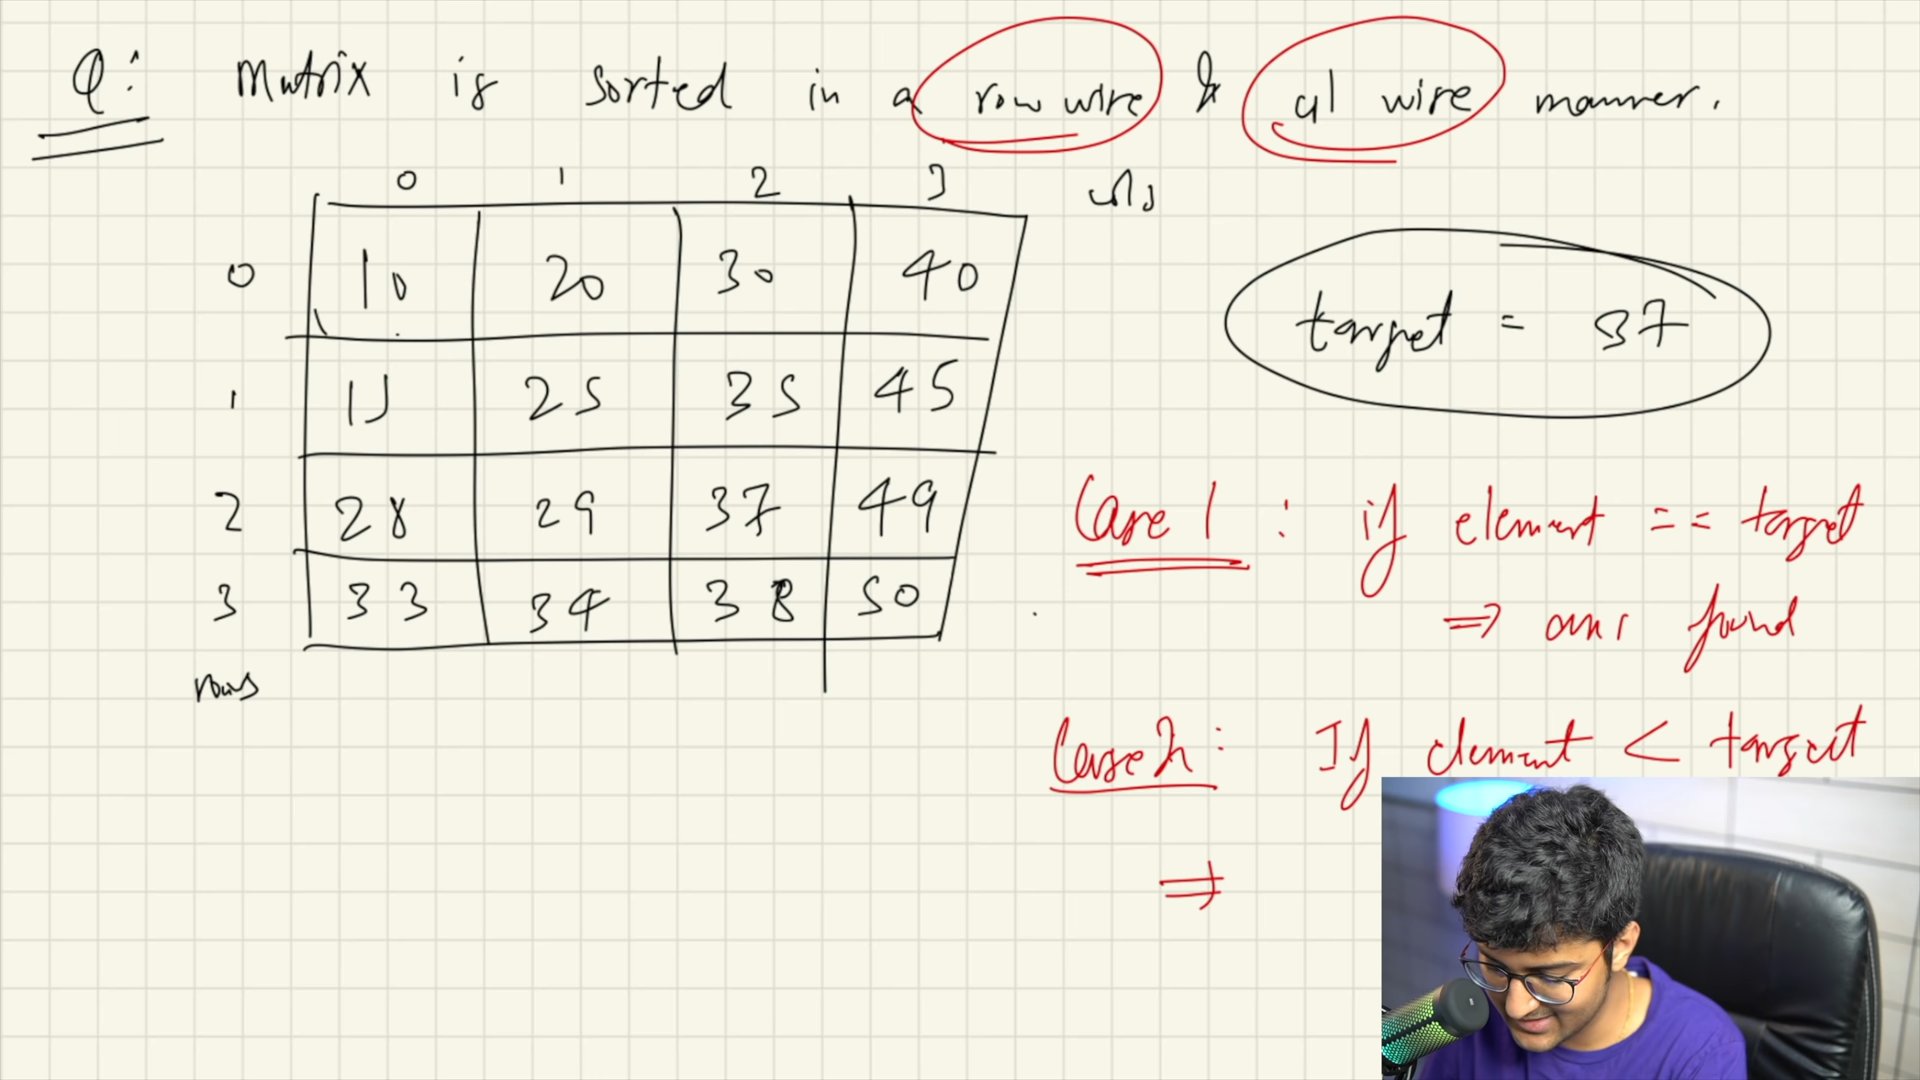 Q: Matrix is sorted in a row wise & col wise manner.
0 1 2 3 cols
0 10 20 30 40
1 15 25 35 45
2 28 29 37 49
3 33 34 38 50
rows
target = 37
Case 1 : if element == target
⇒ ans found
Case 2 : If element < target
⇒